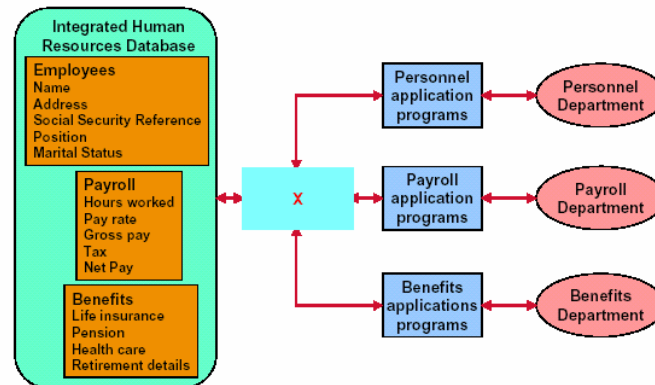 Integrated Human
Resources Database
Employees
Name
Address
Social Security Reference
Position
Marital Status
Payroll
Hours worked
Pay rate
Gross pay
Tax
Net Pay
Benefits
Life insurance
Pension
Health care
Retirement details
X
Personnel
application
programs
Personnel
Department
Payroll
application
programs
Payroll
Department
Benefits
applications
programs
Benefits
Department